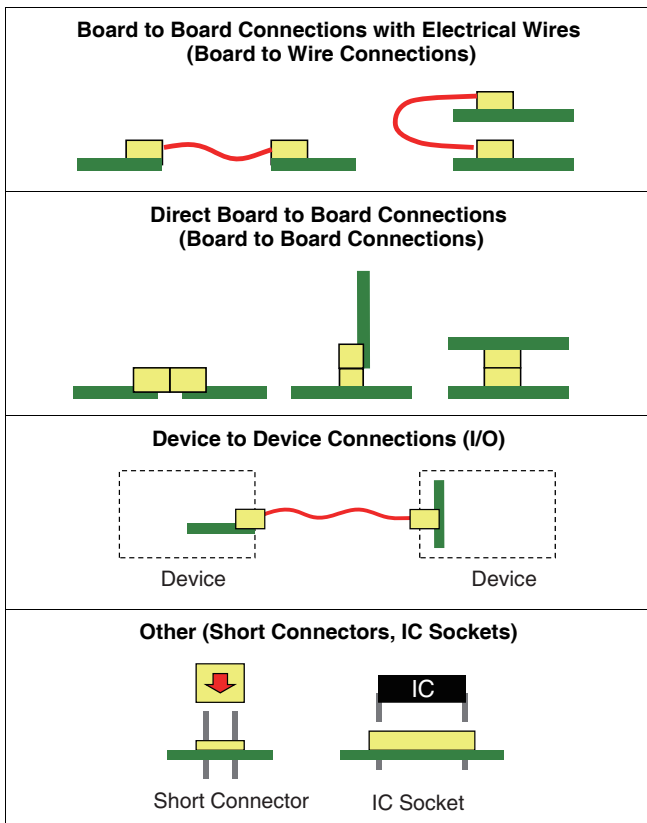 Board to Board Connections with Electrical Wires
(Board to Wire Connections)
Direct Board to Board Connections
(Board to Board Connections)
Device to Device Connections (I/O)
Device
Device
Other (Short Connectors, IC Sockets)
IC
Short Connector
IC Socket